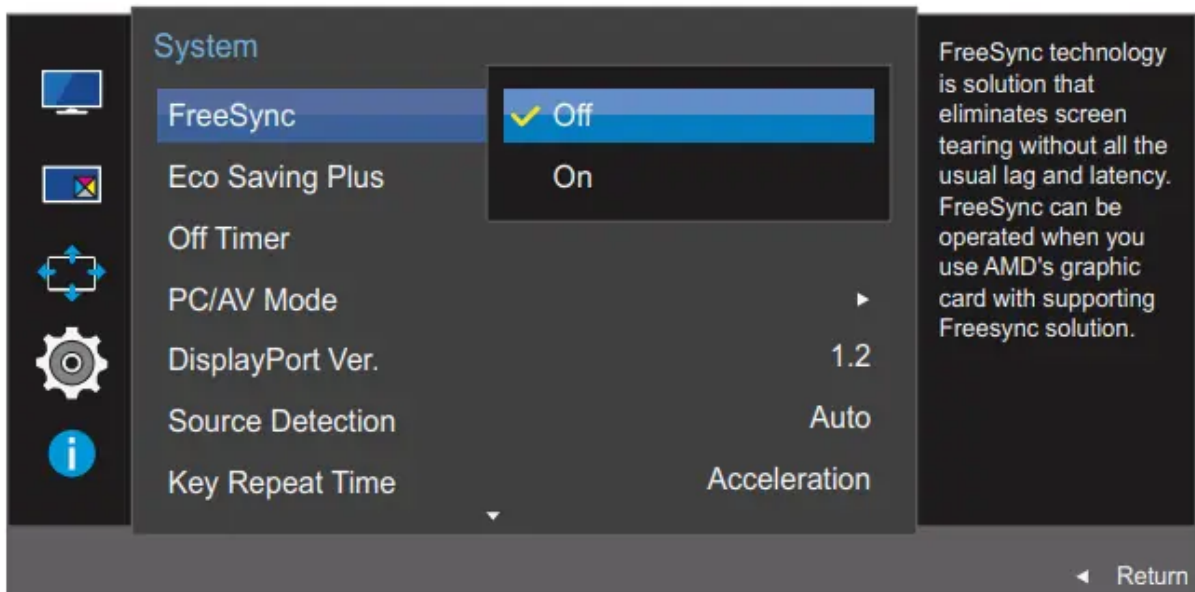 System
FreeSync
Off
On
Eco Saving Plus
Off Timer
PC/AV Mode
DisplayPort Ver. 1.2
Source Detection Auto
Key Repeat Time Acceleration
FreeSync technology
is solution that
eliminates screen
tearing without all the
usual lag and latency.
FreeSync can be
operated when you
use AMD's graphic
card with supporting
Freesync solution.
Return